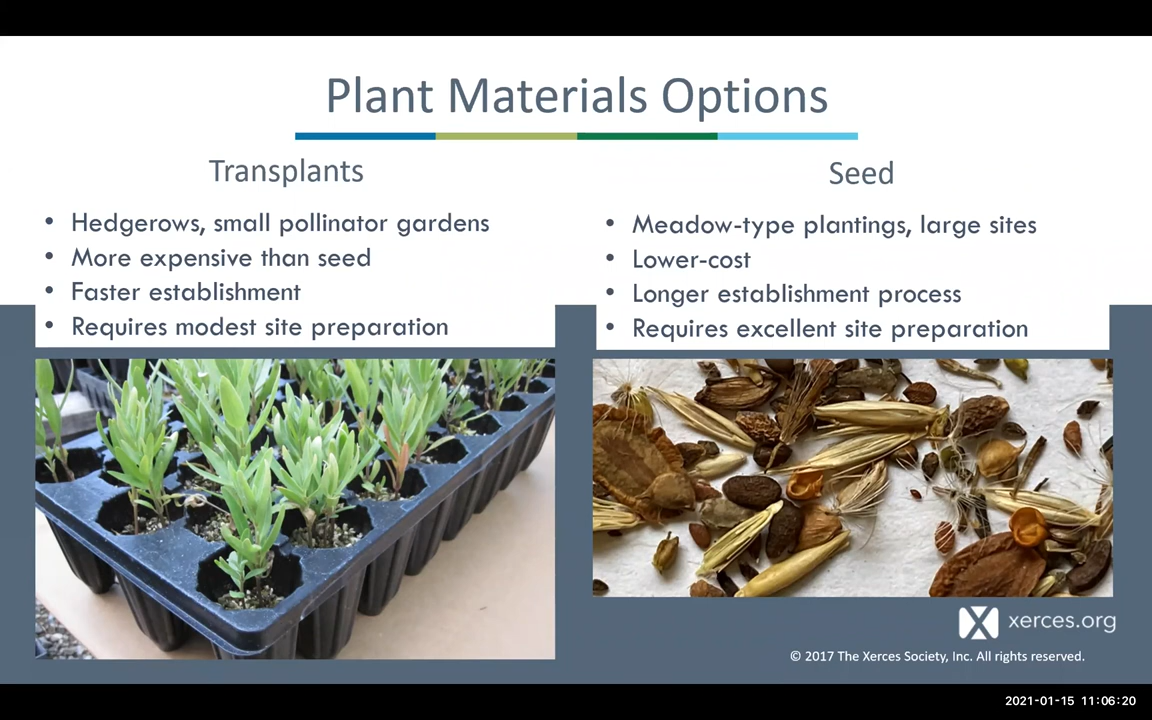 Plant Materials Options
Transplants
• Hedgerows, small pollinator gardens
• More expensive than seed
• Faster establishment
• Requires modest site preparation
Seed
• Meadow-type plantings, large sites
• Lower-cost
• Longer establishment process
• Requires excellent site preparation
xerces.org
© 2017 The Xerces Society, Inc. All rights reserved.
2021-01-15 11:06:20